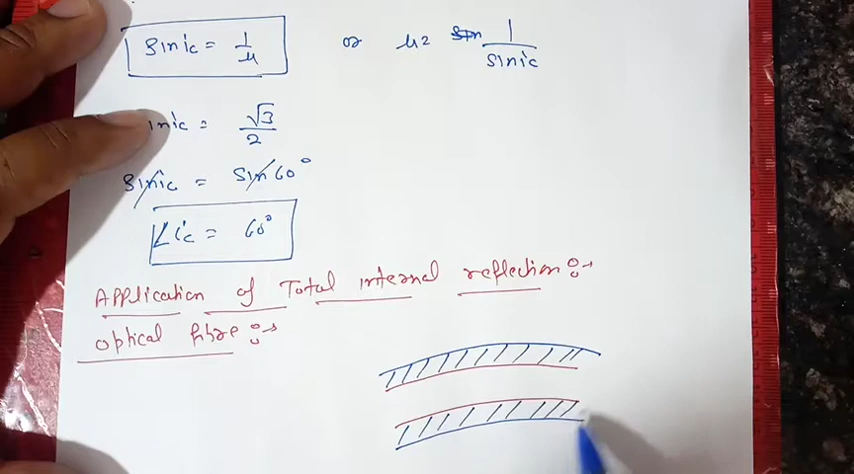 sin ic = 1/μ or μ = 1/sin ic
sin ic = √3/2
sin ic = sin 60°
∠ic = 60°
Application of Total internal reflection :→
optical fibre :→